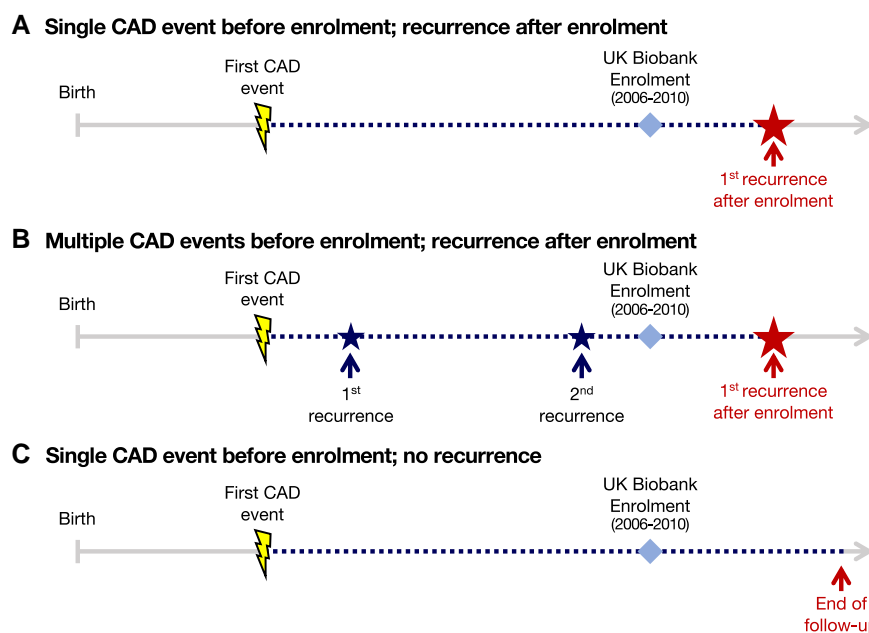 A Single CAD event before enrolment; recurrence after enrolment
First CAD
event
UK Biobank
Enrolment
(2006-2010)
Birth
1st recurrence
after enrolment
B Multiple CAD events before enrolment; recurrence after enrolment
First CAD
event
UK Biobank
Enrolment
(2006-2010)
Birth
1st
recurrence
2nd
recurrence
1st recurrence
after enrolment
C Single CAD event before enrolment; no recurrence
First CAD
event
UK Biobank
Enrolment
(2006-2010)
Birth
End of
follow-u